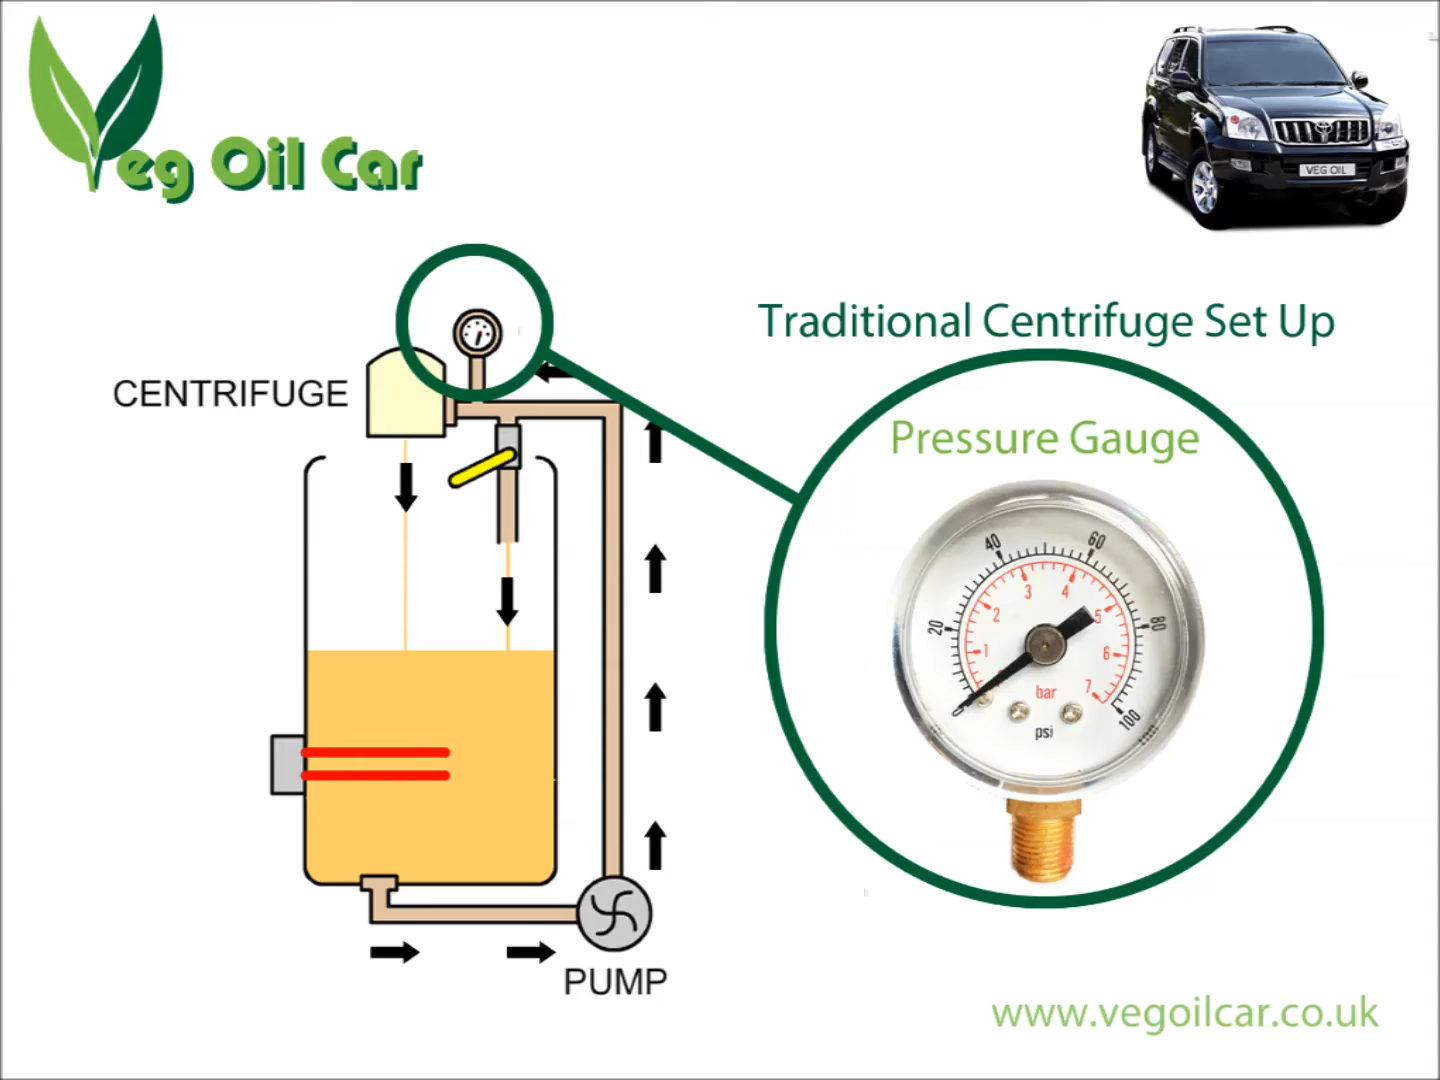 Veg Oil Car
VEG OIL
Traditional Centrifuge Set Up
CENTRIFUGE
Pressure Gauge
0 20 40 60 80 100
1 2 3 4 5 6 7
bar
psi
PUMP
www.vegoilcar.co.uk